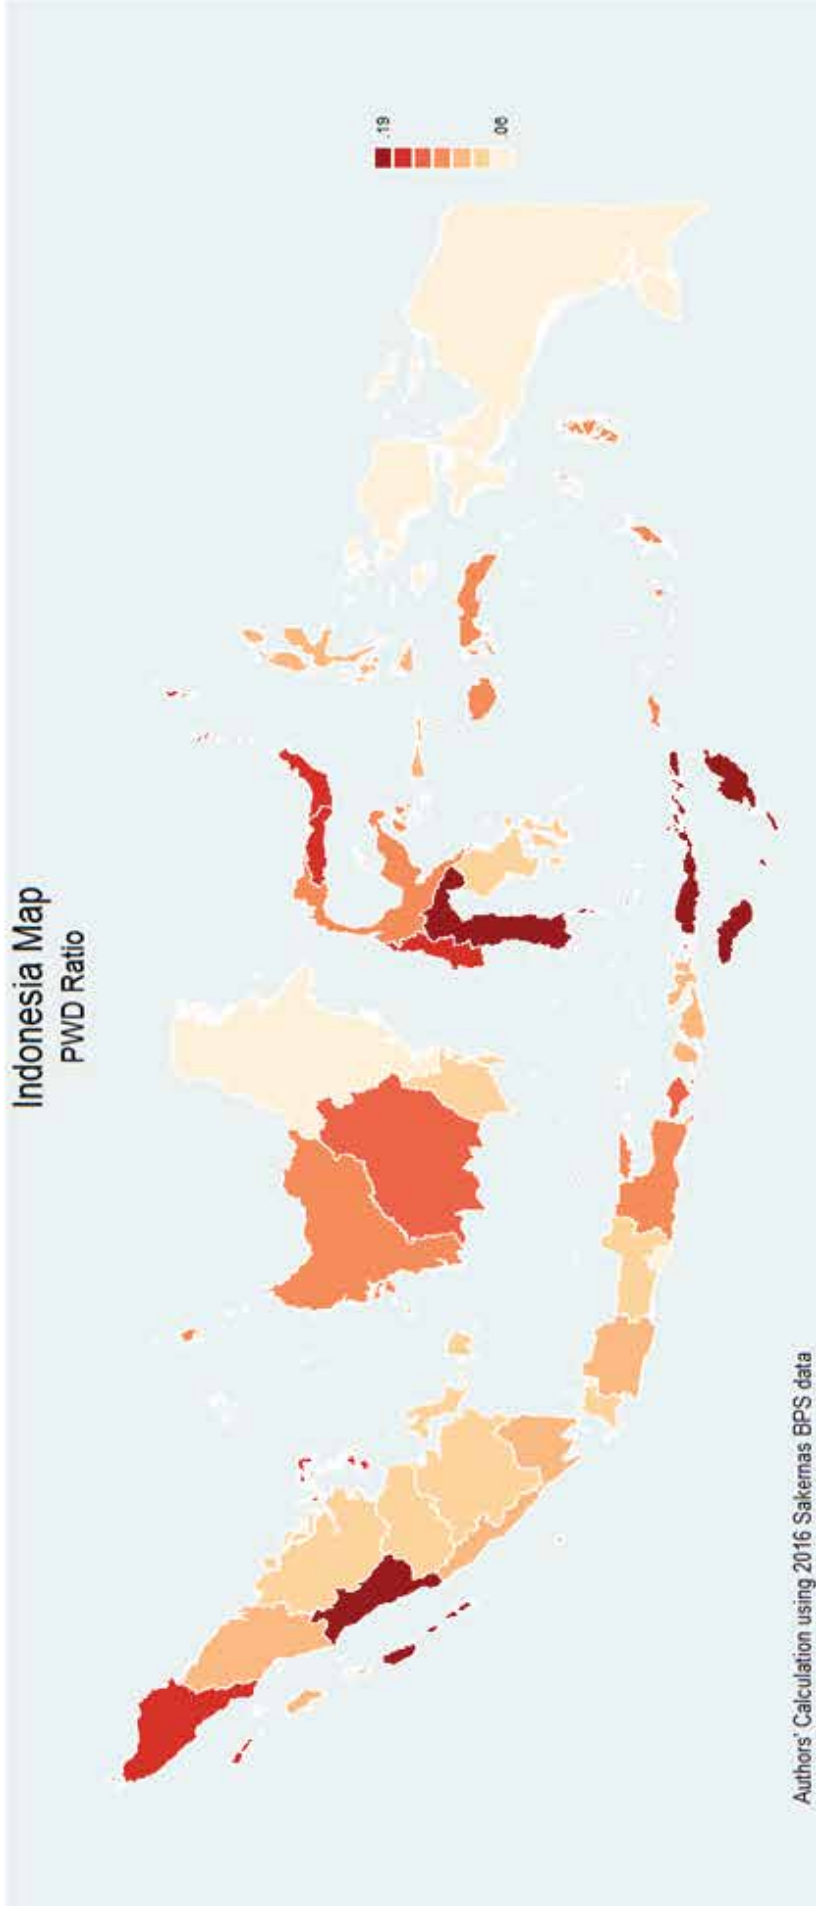 Indonesia Map
PWD Ratio
.19
.06
Authors' Calculation using 2016 Sakernas BPS data